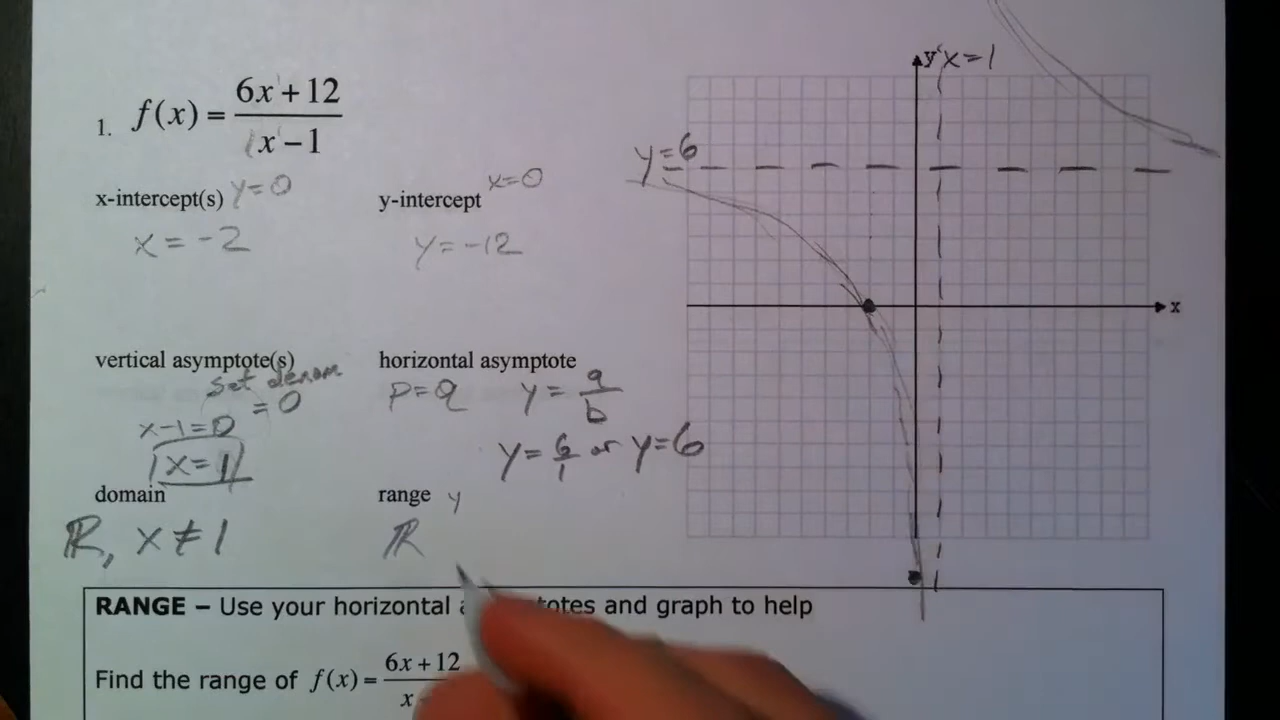 1. f(x) = 6x + 12 / x - 1
x-intercept(s) y = 0
x = -2
y-intercept x=0
y = -12
vertical asymptote(s)
set denom = 0
x-1=0
x=1
horizontal asymptote
P=Q y = a/b
y = 6/1 or y=6
domain
ℝ, x ≠ 1
range y
ℝ
y x=1
y=6
x
RANGE – Use your horizontal a totes and graph to help
Find the range of f(x) = 6x + 12 / x